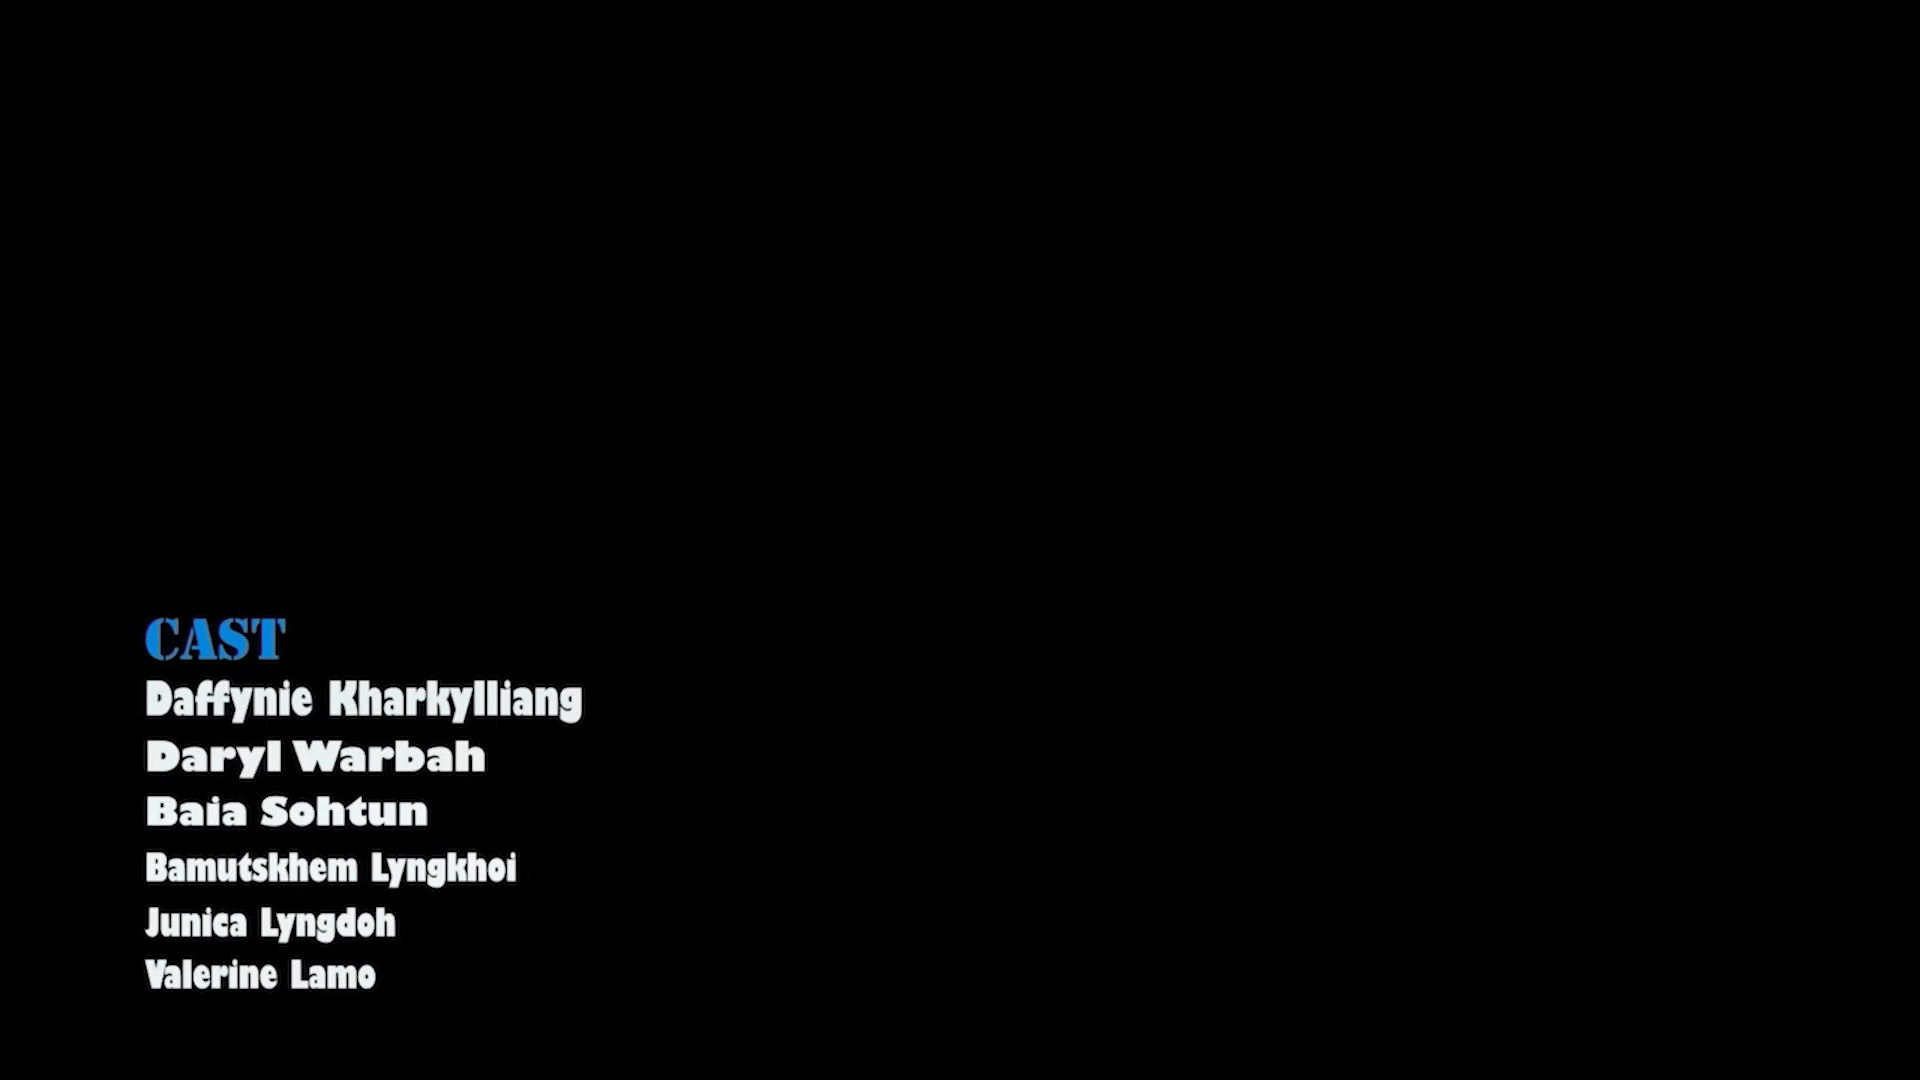 CAST
Daffynie Kharkylliang
Daryl Warbah
Baia Sohtun
Bamutskhem Lyngkhoi
Junica Lyngdoh
Valerine Lamo